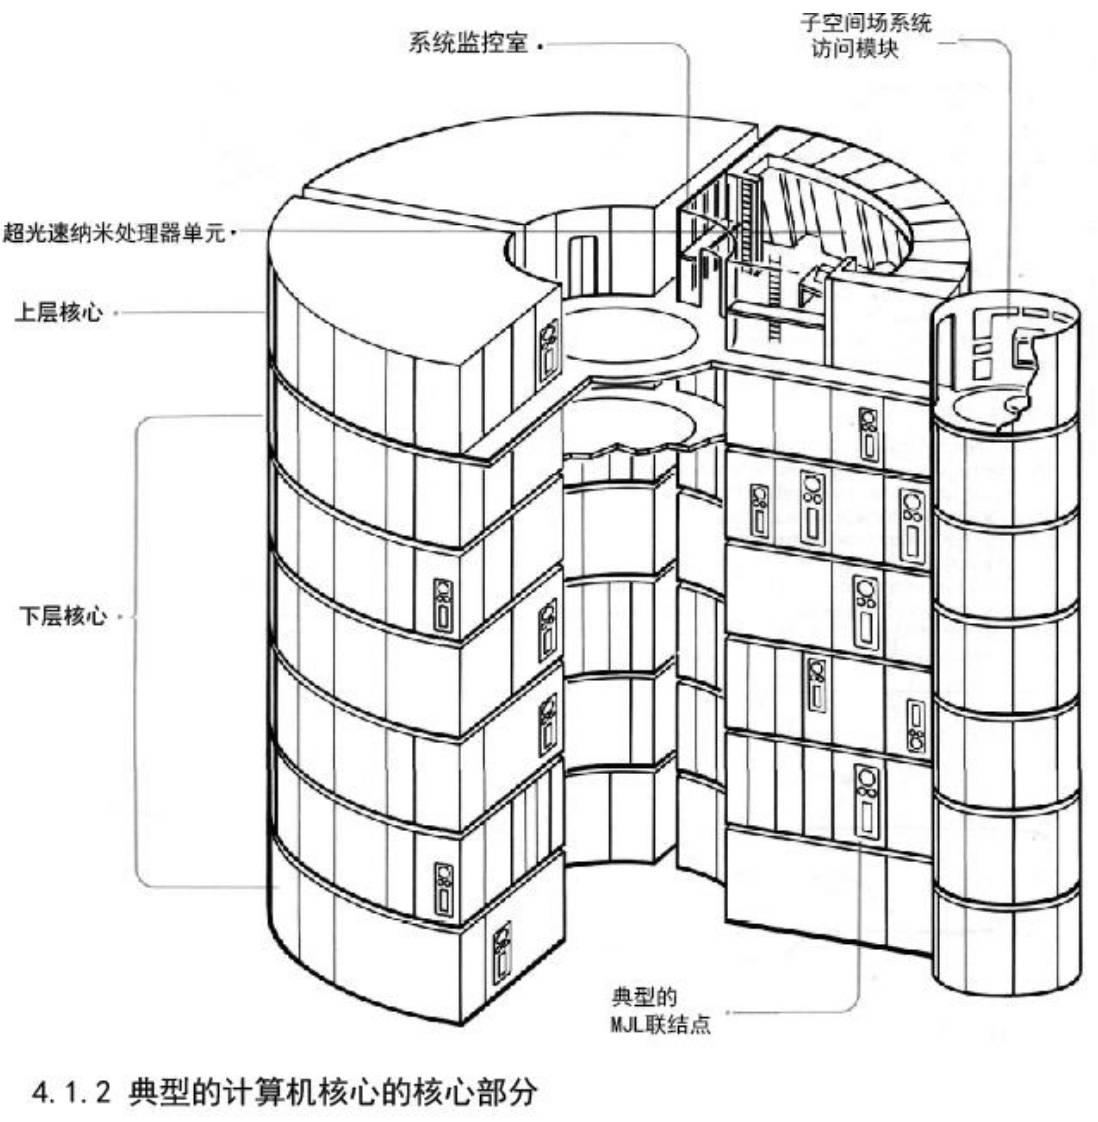 系统监控室
子空间场系统
访问模块
超光速纳米处理器单元
上层核心
下层核心
典型的
MJL联结点
4.1.2 典型的计算机核心的核心部分